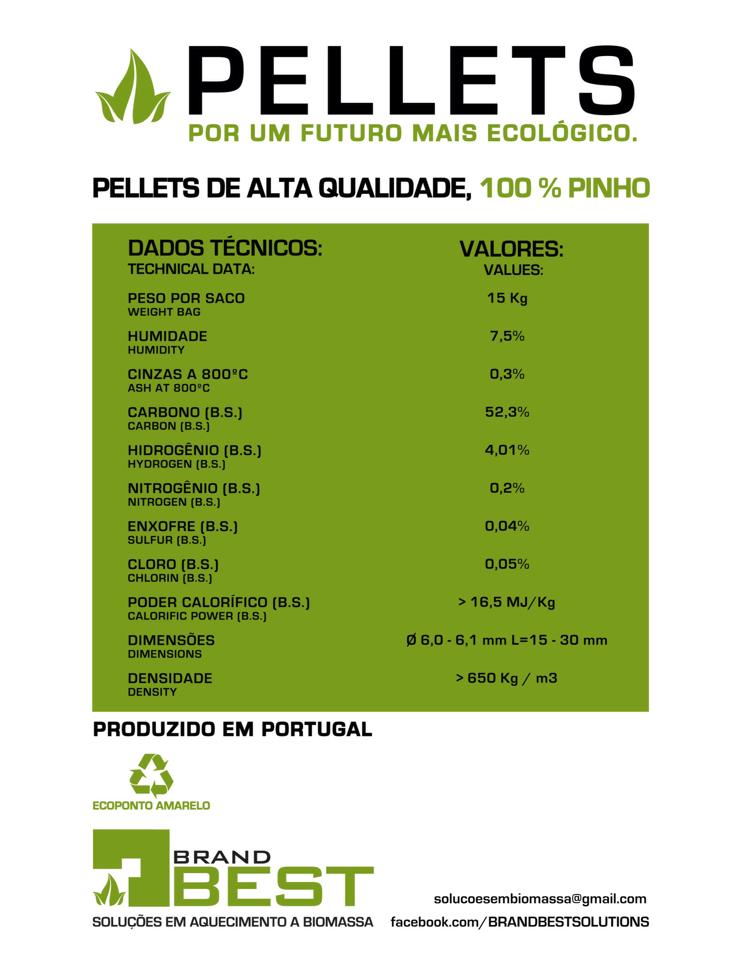 PELLETS
POR UM FUTURO MAIS ECOLÓGICO.
PELLETS DE ALTA QUALIDADE, 100 % PINHO
DADOS TÉCNICOS: VALORES:
TECHNICAL DATA: VALUES:
PESO POR SACO 15 Kg
WEIGHT BAG
HUMIDADE 7,5%
HUMIDITY
CINZAS A 800ºC 0,3%
ASH AT 800ºC
CARBONO (B.S.) 52,3%
CARBON (B.S.)
HIDROGÊNIO (B.S.) 4,01%
HYDROGEN (B.S.)
NITROGÊNIO (B.S.) 0,2%
NITROGEN (B.S.)
ENXOFRE (B.S.) 0,04%
SULFUR (B.S.)
CLORO (B.S.) 0,05%
CHLORIN (B.S.)
PODER CALORÍFICO (B.S.) > 16,5 MJ/Kg
CALORIFIC POWER (B.S.)
DIMENSÕES Ø 6,0 - 6,1 mm L=15 - 30 mm
DIMENSIONS
DENSIDADE > 650 Kg / m3
DENSITY
PRODUZIDO EM PORTUGAL
ECOPONTO AMARELO
BRAND
BEST
solucoesembiomassa@gmail.com
SOLUÇÕES EM AQUECIMENTO A BIOMASSA facebook.com/BRANDBESTSOLUTIONS